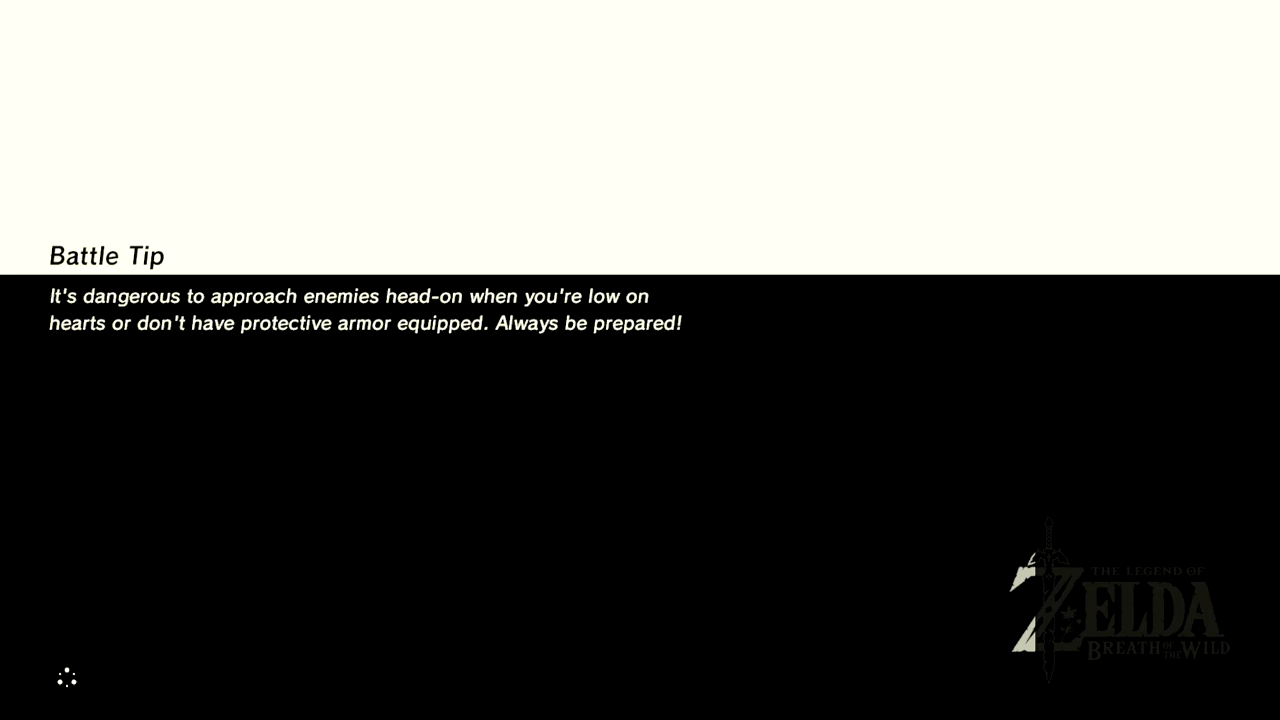 Battle Tip
It's dangerous to approach enemies head-on when you're low on
hearts or don't have protective armor equipped. Always be prepared!
THE LEGEND OF
ZELDA
BREATH OF THE WILD